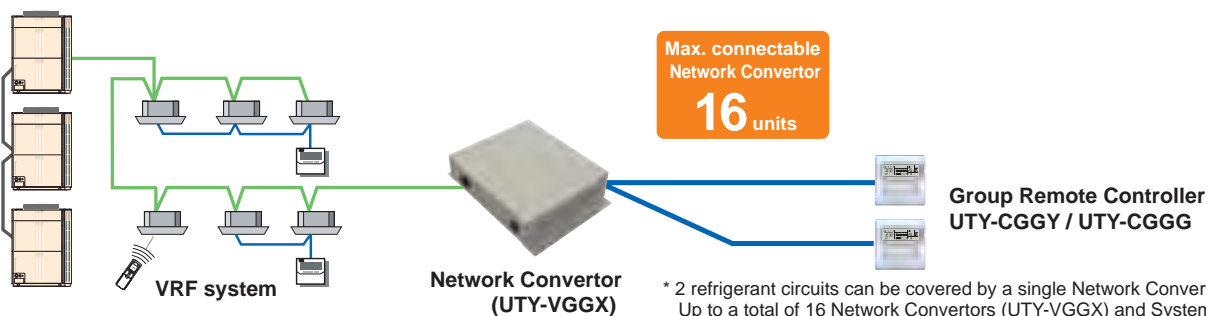 Max. connectable
Network Convertor
16 units
Group Remote Controller
UTY-CGGY / UTY-CGGG
VRF system
Network Convertor
(UTY-VGGX)
* 2 refrigerant circuits can be covered by a single Network Conver
Up to a total of 16 Network Convertors (UTY-VGGX) and System